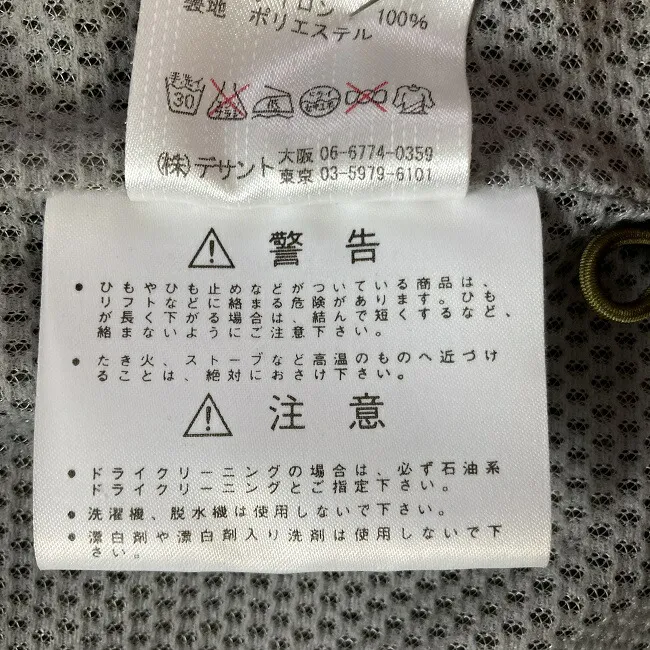 裏地
ポリエステル 100%
手洗イ 30
低
ドライ
(株)デサント 大阪 06-6774-0359
東京 03-5979-6101
警告
• ひもやひも止めなどがついている商品は、
リフトなどに絡まる危険があります。ひも
が長く下がる場合は、結んで短くするなど、
絡まないようにご注意下さい。
• たき火、ストーブなど高温のものへ近づけ
ることは、絶対におさけ下さい。
注意
• ドライクリーニングの場合は、必ず石油系
ドライクリーニングとご指定下さい。
• 洗濯機、脱水機は使用しないで下さい。
• 漂白剤や漂白剤入り洗剤は使用しないで下
さい。